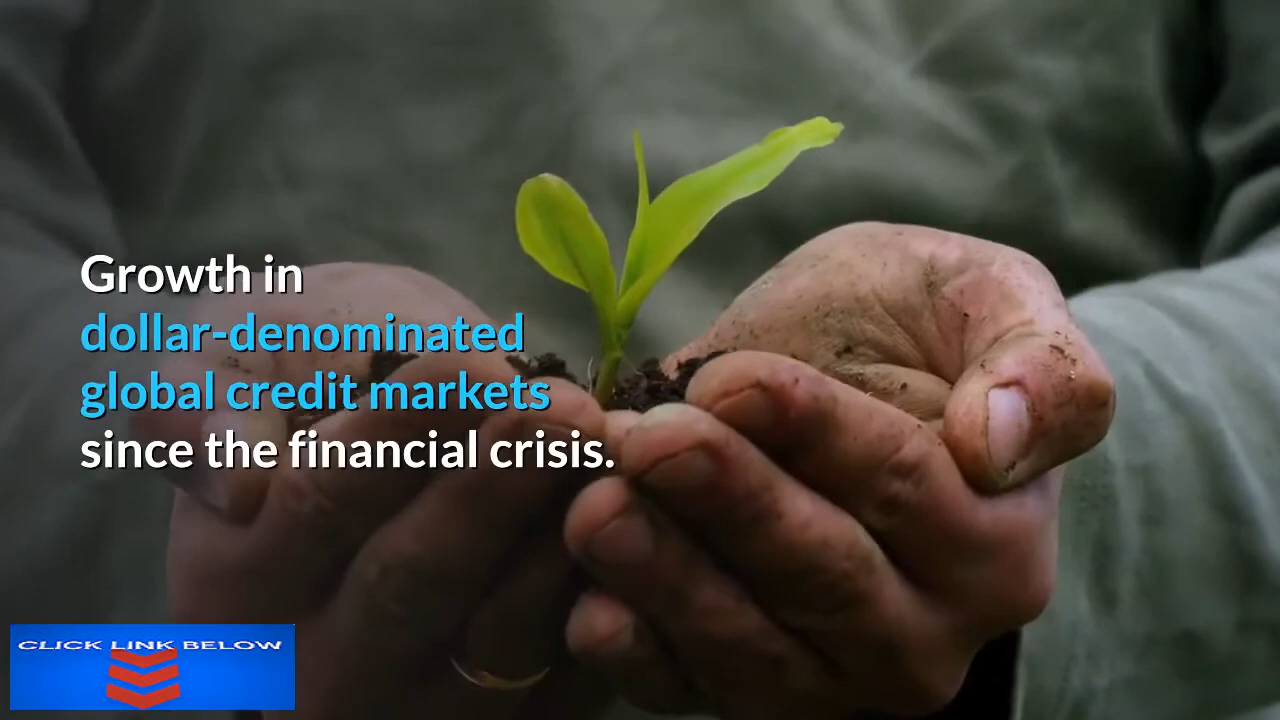 Growth in
dollar-denominated
global credit markets
since the financial crisis.
CLICK LINK BELOW